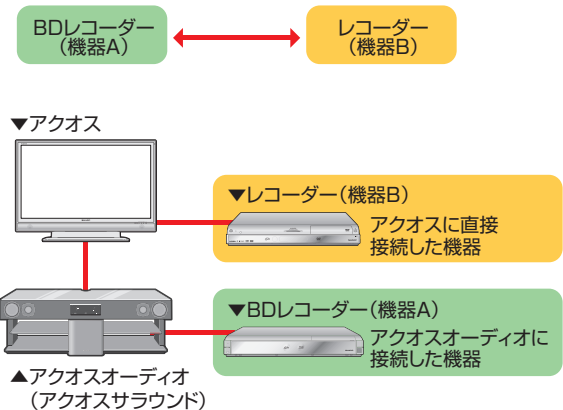 BDレコーダー
（機器A）
レコーダー
（機器B）
▼アクオス
▼レコーダー（機器B）
アクオスに直接
接続した機器
▼BDレコーダー（機器A）
アクオスオーディオに
接続した機器
▲アクオスオーディオ
（アクオスサラウンド）